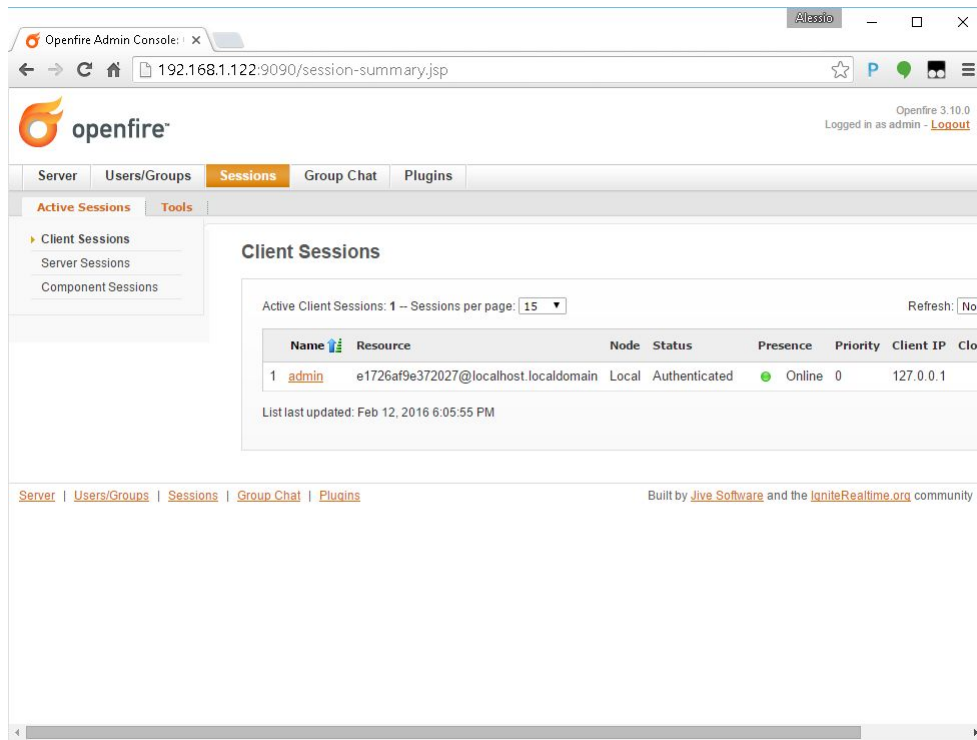 Alessio
Openfire Admin Console:
192.168.1.122:9090/session-summary.jsp
openfire™
Openfire 3.10.0
Logged in as admin - Logout
Server Users/Groups Sessions Group Chat Plugins
Active Sessions Tools
Client Sessions
Server Sessions
Component Sessions
Client Sessions
Active Client Sessions: 1 -- Sessions per page: 15
Refresh: No
Name Resource Node Status Presence Priority Client IP Clo
1 admin e1726af9e372027@localhost.localdomain Local Authenticated Online 0 127.0.0.1
List last updated: Feb 12, 2016 6:05:55 PM
Server | Users/Groups | Sessions | Group Chat | Plugins
Built by Jive Software and the IgniteRealtime.org community